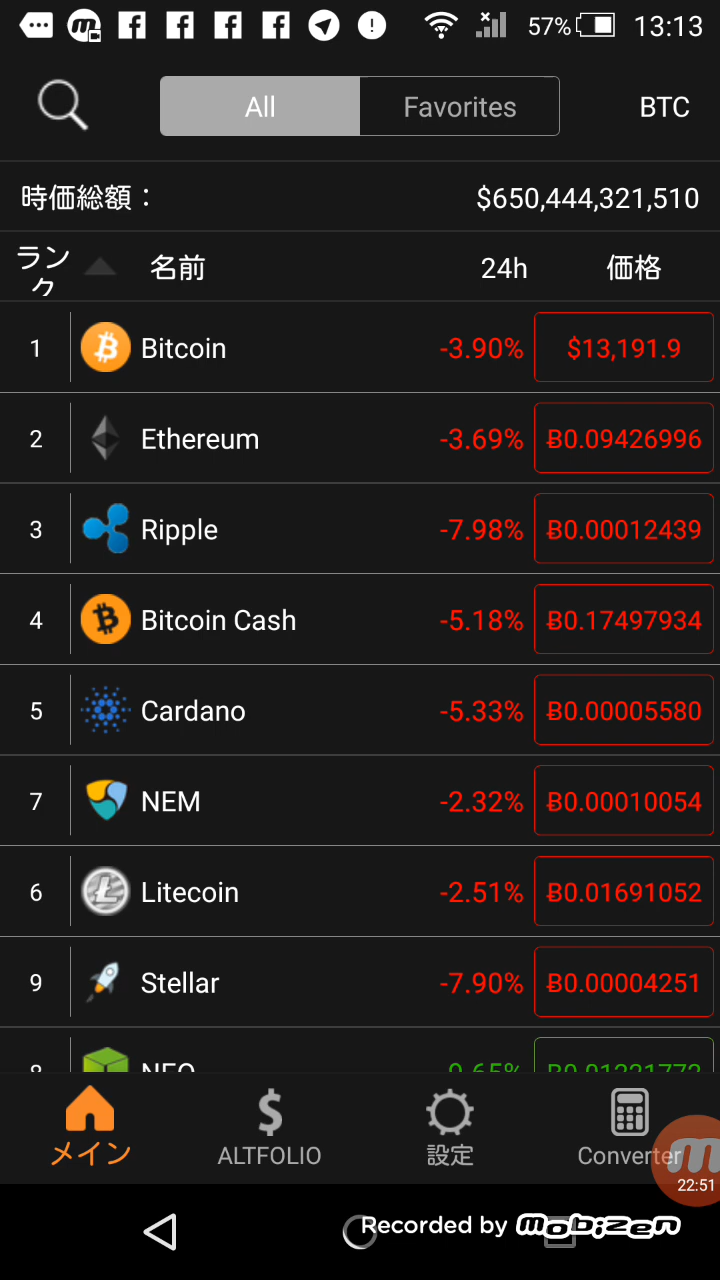 57% 13:13
All Favorites BTC
時価総額： $650,444,321,510
ランク 名前 24h 価格
1 Bitcoin -3.90% $13,191.9
2 Ethereum -3.69% Ƀ0.09426996
3 Ripple -7.98% Ƀ0.00012439
4 Bitcoin Cash -5.18% Ƀ0.17497934
5 Cardano -5.33% Ƀ0.00005580
7 NEM -2.32% Ƀ0.00010054
6 Litecoin -2.51% Ƀ0.01691052
9 Stellar -7.90% Ƀ0.00004251
8 NEO
メイン ALTFOLIO 設定 Converter
22:51
Recorded by mobizen